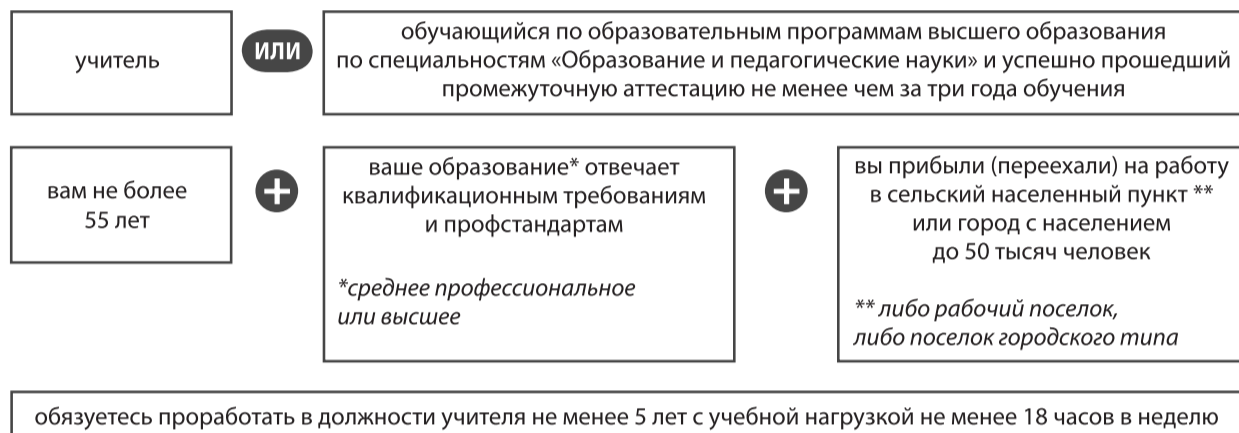 учитель
ИЛИ
обучающийся по образовательным программам высшего образования
по специальностям «Образование и педагогические науки» и успешно прошедший
промежуточную аттестацию не менее чем за три года обучения
вам не более
55 лет
+
ваше образование* отвечает
квалификационным требованиям
и профстандартам
*среднее профессиональное
или высшее
+
вы прибыли (переехали) на работу
в сельский населенный пункт **
или город с населением
до 50 тысяч человек
** либо рабочий поселок,
либо поселок городского типа
обязуетесь проработать в должности учителя не менее 5 лет с учебной нагрузкой не менее 18 часов в неделю